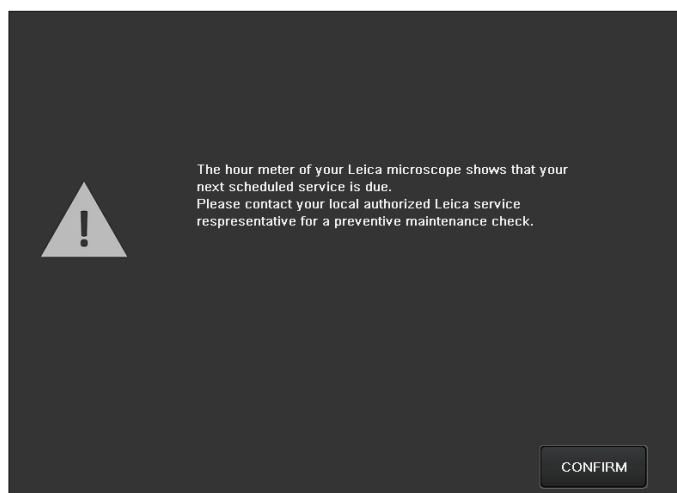 The hour meter of your Leica microscope shows that your
next scheduled service is due.
Please contact your local authorized Leica service
respresentative for a preventive maintenance check.
!
CONFIRM